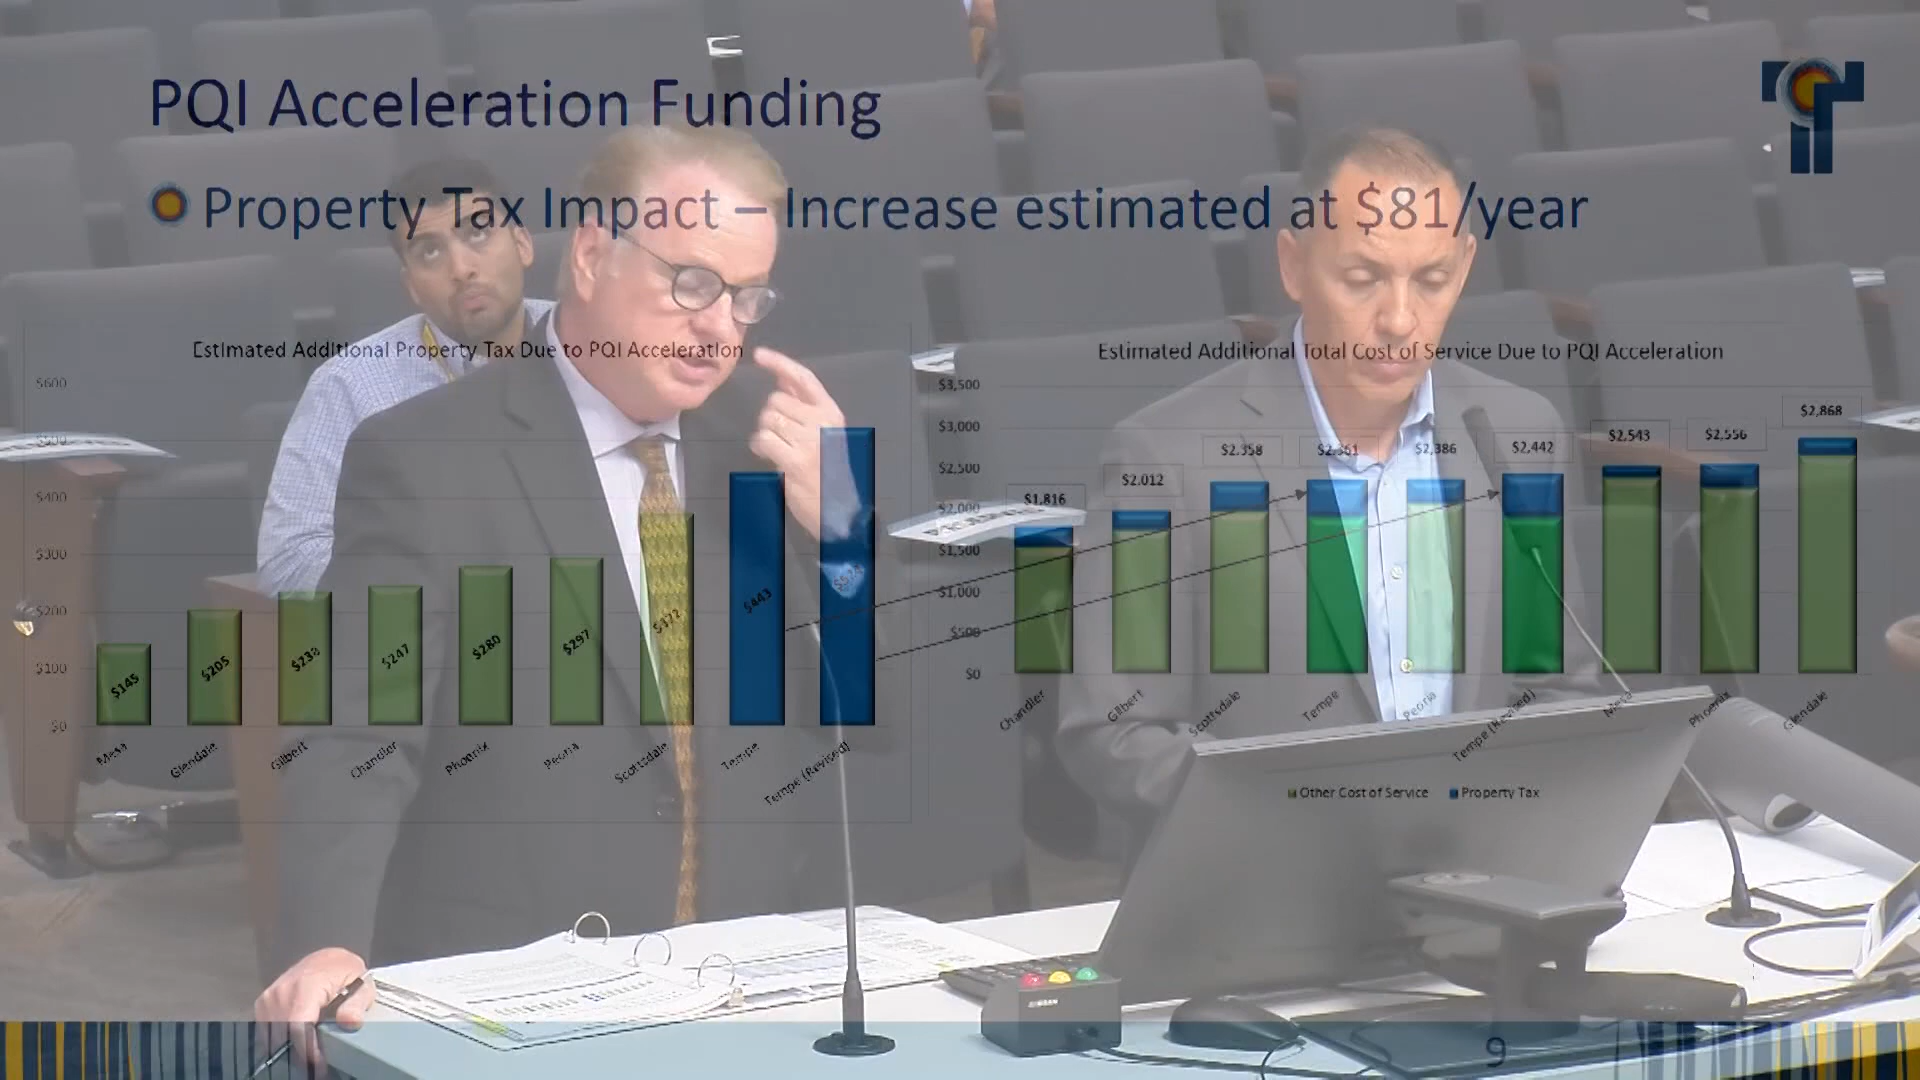 PQI Acceleration Funding
Property Tax Impact – Increase estimated at $81/year
Estimated Additional Property Tax Due to PQI Acceleration
$600
$500
$400
$300
$200
$100
$0
$145
$205
$238
$247
$280
$297
$372
$443
Mesa
Glendale
Gilbert
Chandler
Phoenix
Peoria
Scottsdale
Tempe
Tempe (Revised)
Estimated Additional Total Cost of Service Due to PQI Acceleration
$3,500
$3,000
$2,500
$2,000
$1,500
$1,000
$500
$0
$1,816
$2,012
$2,358
$2,361
$2,386
$2,442
$2,543
$2,556
$2,868
Chandler
Gilbert
Scottsdale
Tempe
Peoria
Tempe (Revised)
Mesa
Phoenix
Glendale
Other Cost of Service
Property Tax
9